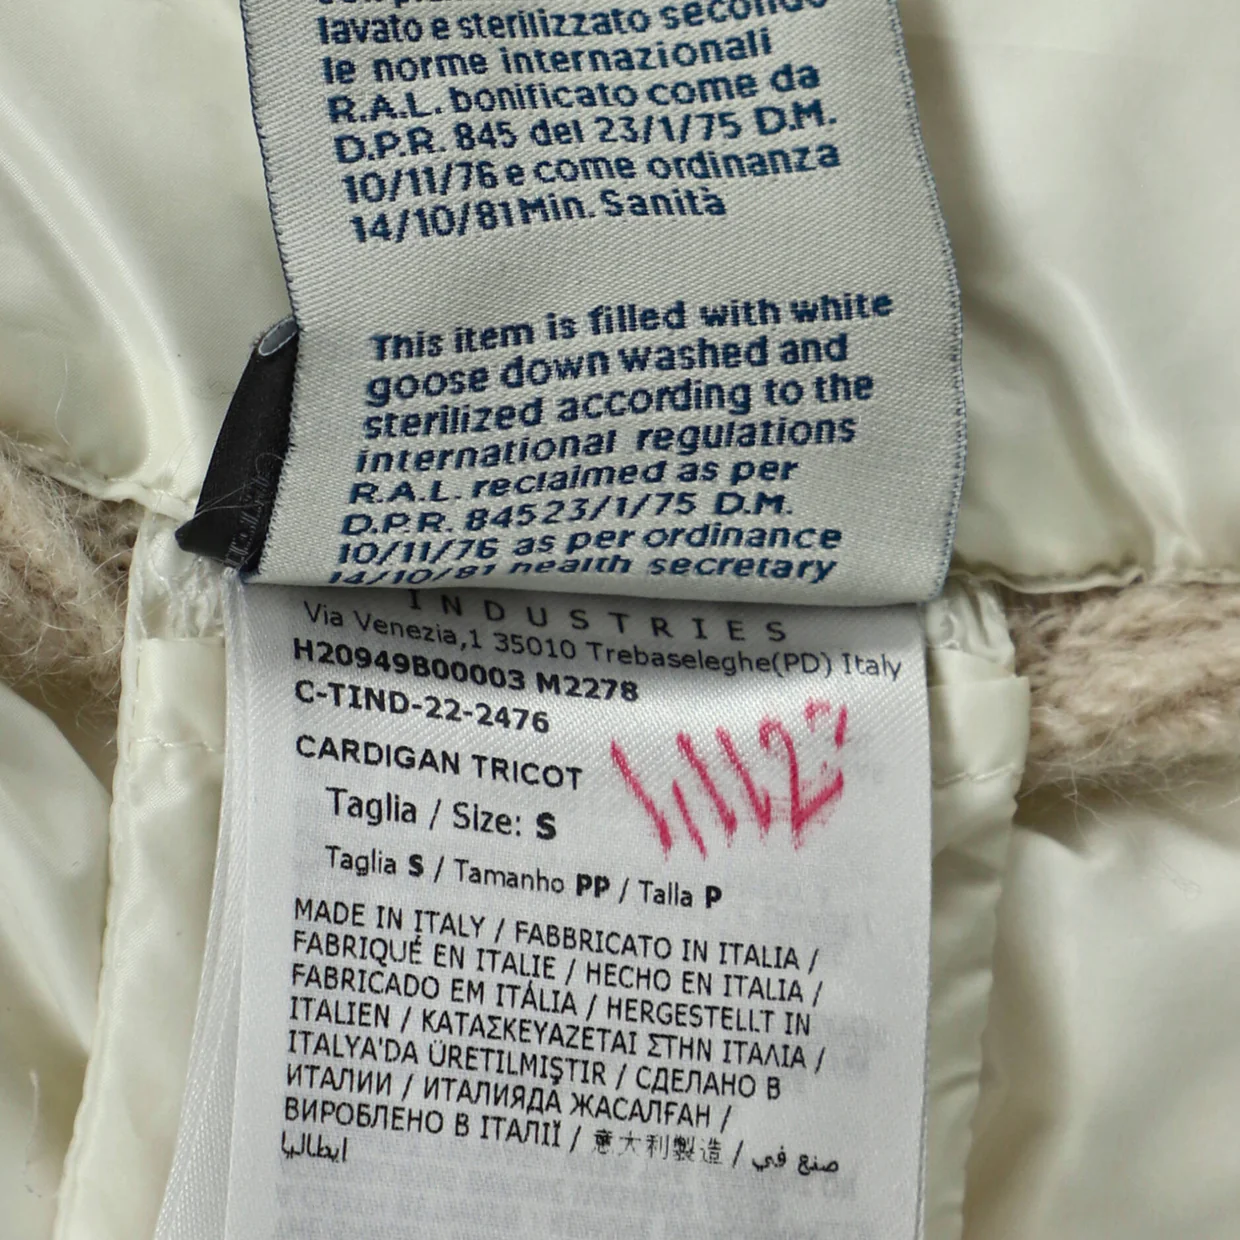 lavato e sterilizzato secondo
le norme internazionali
R.A.L. bonificato come da
D.P.R. 845 del 23/1/75 D.M.
10/11/76 e come ordinanza
14/10/81 Min. Sanità
This item is filled with white
goose down washed and
sterilized according to the
international regulations
R.A.L. reclaimed as per
D.P.R. 84523/1/75 D.M.
10/11/76 as per ordinance
14/10/81 health secretary
INDUSTRIES
Via Venezia,1 35010 Trebaseleghe(PD) Italy
H20949B00003 M2278
C-TIND-22-2476
CARDIGAN TRICOT
Taglia / Size: S
Taglia S / Tamanho PP / Talla P
MADE IN ITALY / FABBRICATO IN ITALIA /
FABRIQUÉ EN ITALIE / HECHO EN ITALIA /
FABRICADO EM ITÁLIA / HERGESTELLT IN
ITALIEN / ΚΑΤΑΣΚΕΥΑΖΕΤΑΙ ΣΤΗΝ ΙΤΑΛΙΑ /
ITALYA'DA ÜRETILMIŞTIR / СДЕЛАНО В
ИТАЛИИ / ИТАЛИЯДА ЖАСАЛҒАН /
ВИРОБЛЕНО В ІТАЛІЇ / 意大利製造 / صنع في
ايطاليا